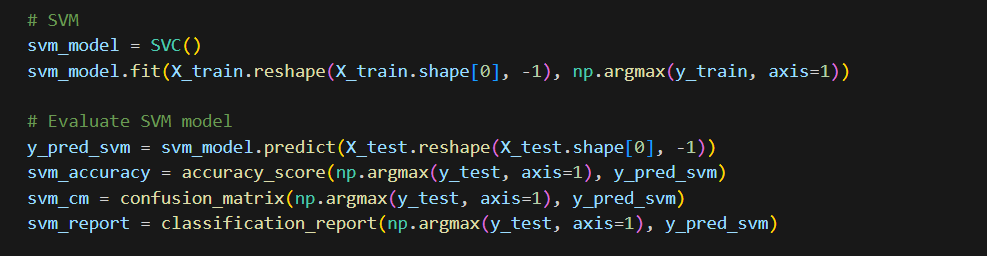 # SVM
svm_model = SVC()
svm_model.fit(X_train.reshape(X_train.shape[0], -1), np.argmax(y_train, axis=1))
# Evaluate SVM model
y_pred_svm = svm_model.predict(X_test.reshape(X_test.shape[0], -1))
svm_accuracy = accuracy_score(np.argmax(y_test, axis=1), y_pred_svm)
svm_cm = confusion_matrix(np.argmax(y_test, axis=1), y_pred_svm)
svm_report = classification_report(np.argmax(y_test, axis=1), y_pred_svm)